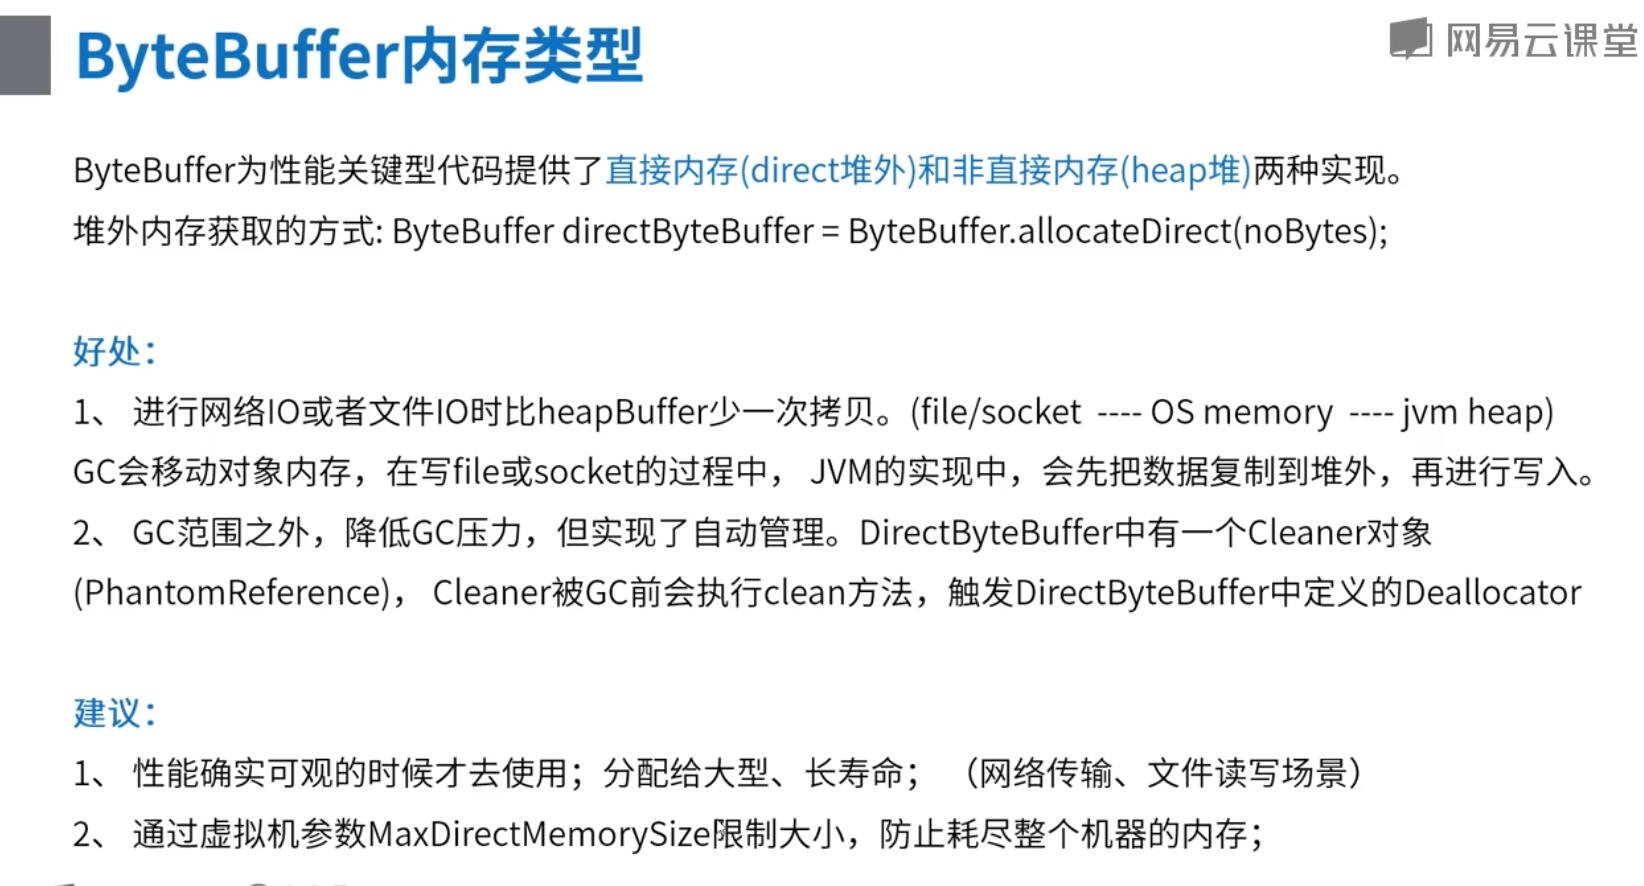 ByteBuffer内存类型
网易云课堂
ByteBuffer为性能关键型代码提供了直接内存(direct堆外)和非直接内存(heap堆)两种实现。
堆外内存获取的方式: ByteBuffer directByteBuffer = ByteBuffer.allocateDirect(noBytes);
好处：
1、 进行网络IO或者文件IO时比heapBuffer少一次拷贝。(file/socket ---- OS memory ---- jvm heap)
GC会移动对象内存，在写file或socket的过程中， JVM的实现中，会先把数据复制到堆外，再进行写入。
2、 GC范围之外，降低GC压力，但实现了自动管理。DirectByteBuffer中有一个Cleaner对象
(PhantomReference)， Cleaner被GC前会执行clean方法，触发DirectByteBuffer中定义的Deallocator
建议：
1、 性能确实可观的时候才去使用；分配给大型、长寿命； （网络传输、文件读写场景）
2、 通过虚拟机参数MaxDirectMemorySize限制大小，防止耗尽整个机器的内存；